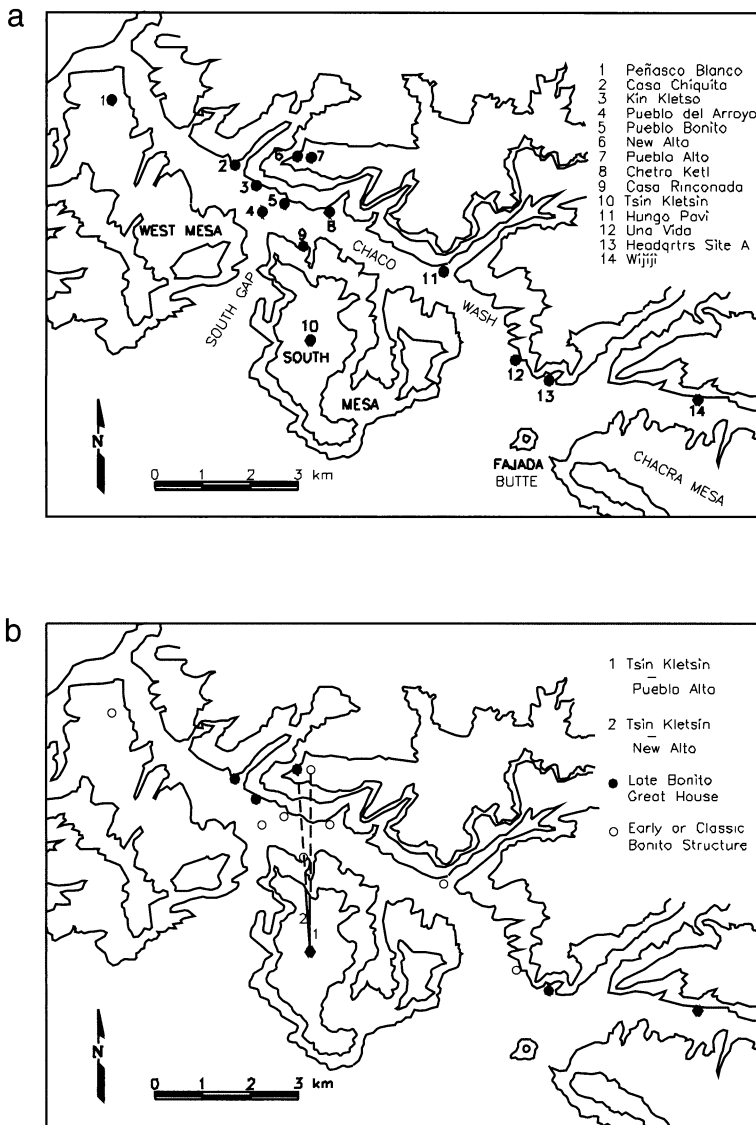 a
1 Peñasco Blanco
2 Casa Chiquita
3 Kin Kletso
4 Pueblo del Arroyo
5 Pueblo Bonito
6 New Alta
7 Puebla Alto
8 Chetra Ketl
9 Casa Rinconada
10 Tsin Kletsin
11 Hungo Pavi
12 Una Vida
13 Headqrtrs Site A
14 Wijiji
1
2
3
4
5
6
7
8
9
10
11
12
13
14
WEST MESA
SOUTH GAP
CHACO
WASH
SOUTH
MESA
FAJADA
BUTTE
CHACRA MESA
N
0 1 2 3 km
b
1 Tsin Kletsin
–
Pueblo Alta
2 Tsin Kletsin
–
New Alto
Late Bonito
Great House
Early or Classic
Bonito Structure
2
1
N
0 1 2 3 km